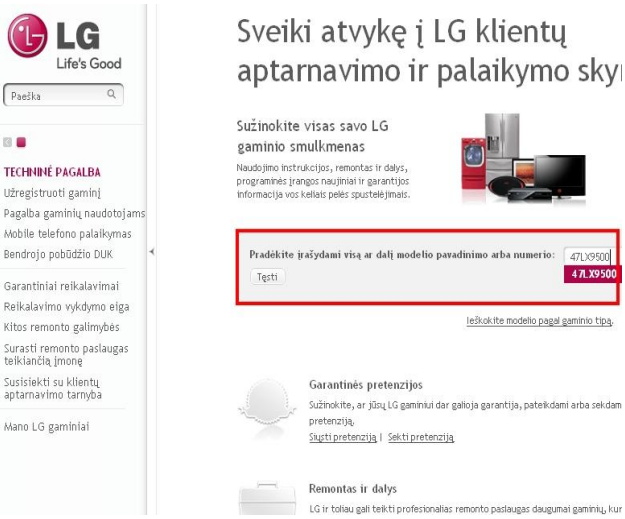 LG
Life's Good
Paeška
TECHNINĖ PAGALBA
Užregistruoti gaminį
Pagalba gaminių naudotojams
Mobile telefono palaikymas
Bendrojo pobūdžio DUK
Garantiniai reikalavimai
Reikalavimo vykdymo eiga
Kitos remonto galimybės
Surasti remonto paslaugas
teikiančią įmonę
Susisiekti su klientų
aptarnavimo tarnyba
Mano LG gaminiai
Sveiki atvykę į LG klientų
aptarnavimo ir palaikymo
Sužinokite visas savo LG
gaminio smulkmenas
Naudojimo instrukcijos, remontas ir dalys,
programinės įrangos naujiniai ir garantijos
informacija vos keliais pelės spustelėjimais.
Pradėkite įrašydami visą ar dalį modelio pavadinimo arba numerio:
47LX9500
47LX9500
Tęsti
Ieškokite modelio pagal gaminio tipą.
Garantinės pretenzijos
Sužinokite, ar jūsų LG gaminiui dar galioja garantija, pateikdami arba
pretenziją.
Siųsti pretenziją | Sekti pretenziją
Remontas ir dalys
LG ir toliau gali teikti profesionalias remonto paslaugas daugumai gaminių,